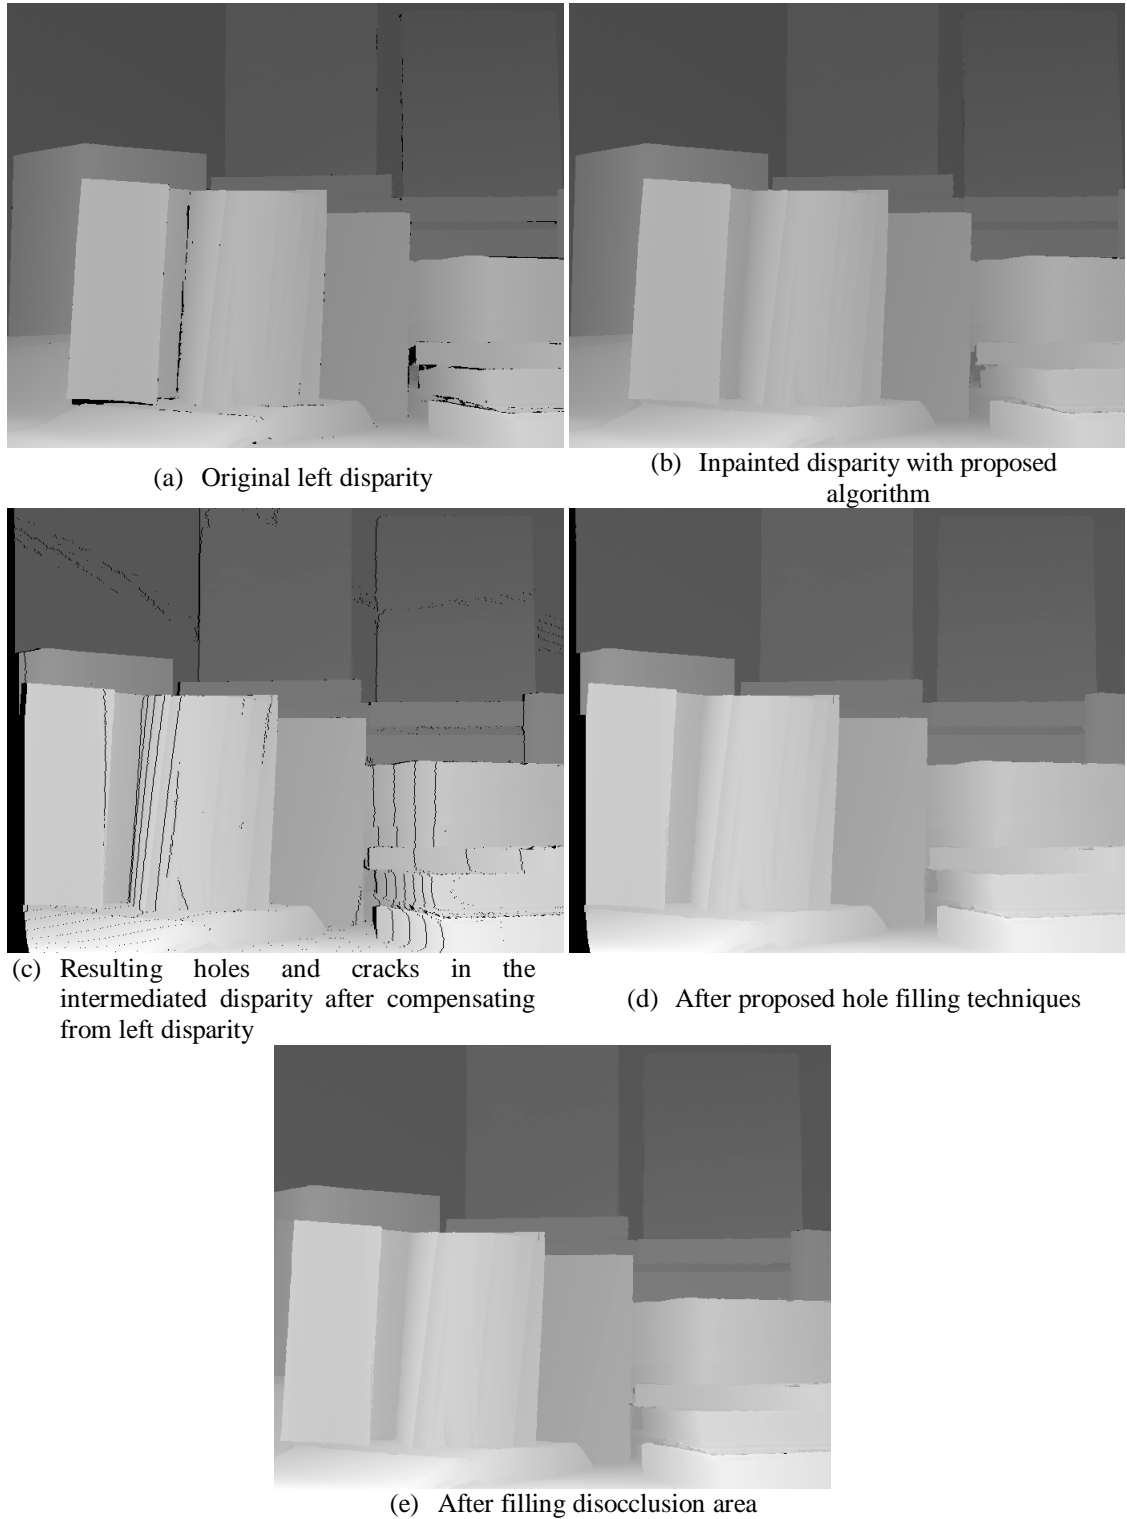 (a) Original left disparity
(b) Inpainted disparity with proposed
algorithm
(c) Resulting holes and cracks in the
intermediated disparity after compensating
from left disparity
(d) After proposed hole filling techniques
(e) After filling disocclusion area